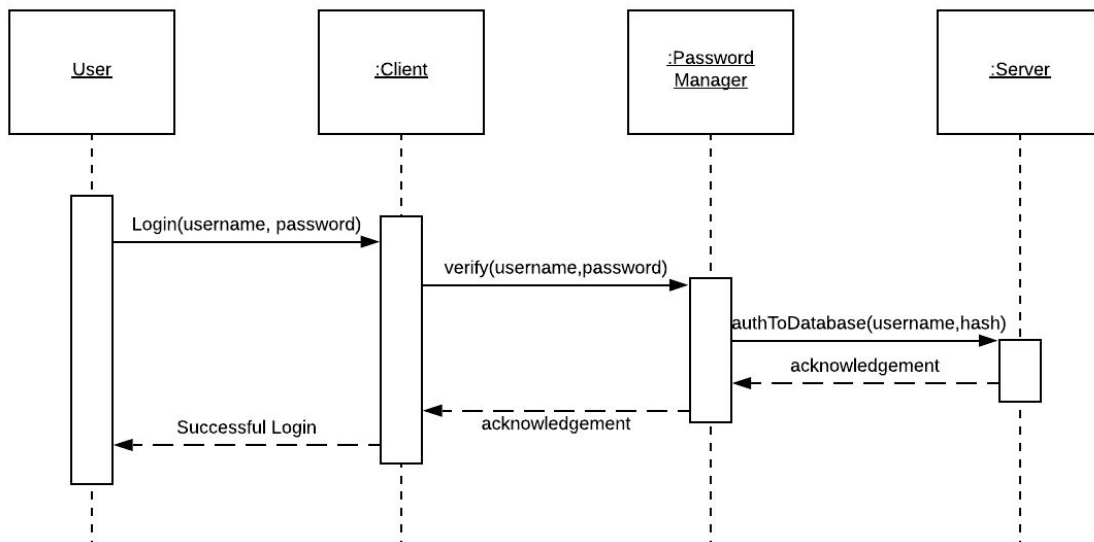 User
:Client
:Password
Manager
:Server
Login(username, password)
verify(username,password)
authToDatabase(username,hash)
acknowledgement
acknowledgement
Successful Login